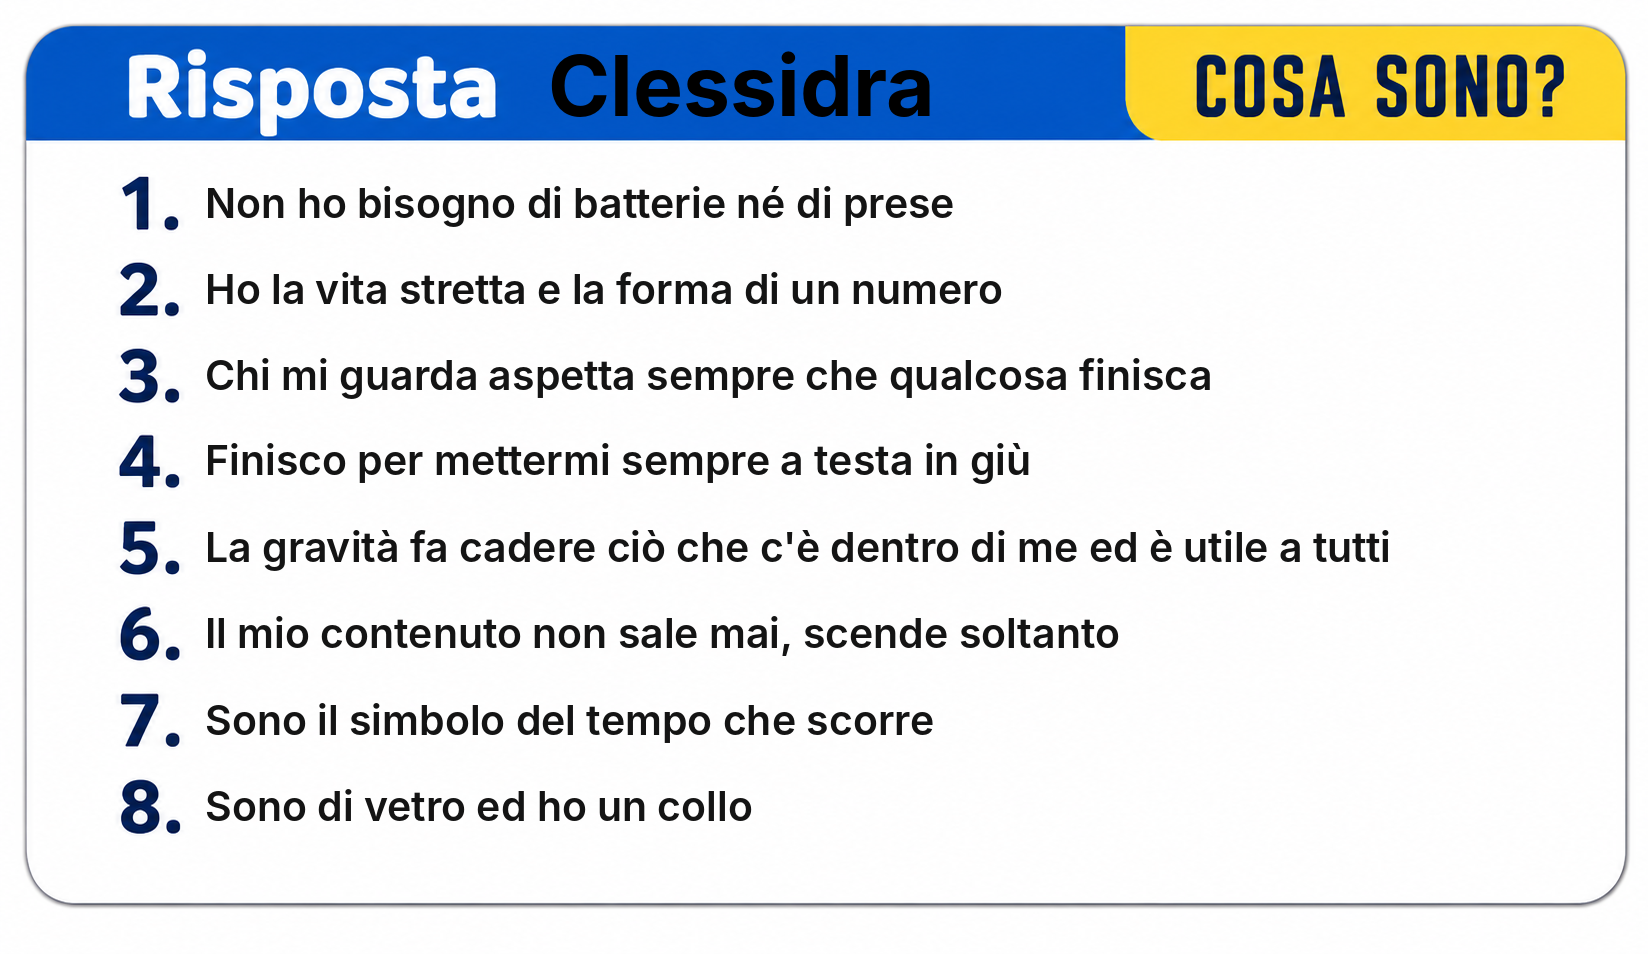 Risposta Clessidra COSA SONO?
1. Non ho bisogno di batterie né di prese
2. Ho la vita stretta e la forma di un numero
3. Chi mi guarda aspetta sempre che qualcosa finisca
4. Finisco per mettermi sempre a testa in giù
5. La gravità fa cadere ciò che c'è dentro di me ed è utile a tutti
6. Il mio contenuto non sale mai, scende soltanto
7. Sono il simbolo del tempo che scorre
8. Sono di vetro ed ho un collo